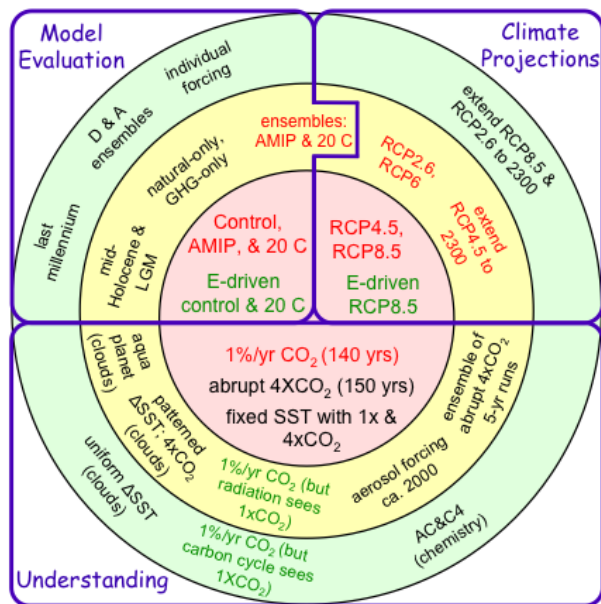 Model
Evaluation
Climate
Projections
individual
forcing
D & A
ensembles
last
millennium
ensembles:
AMIP & 20 C
natural-only,
GHG-only
mid-
Holocene &
LGM
Control,
AMIP, & 20 C
E-driven
control & 20 C
RCP4.5,
RCP8.5
E-driven
RCP8.5
RCP2.6,
RCP6
extend
RCP4.5 to
2300
extend RCP8.5 &
RCP2.6 to 2300
1%/yr CO₂ (140 yrs)
abrupt 4XCO₂ (150 yrs)
fixed SST with 1x &
4xCO₂
aqua
planet
(clouds)
patterned
ΔSST; 4xCO₂
(clouds)
uniform ΔSST
(clouds)
1%/yr CO₂ (but
radiation sees
1xCO₂)
1%/yr CO₂ (but
carbon cycle sees
1XCO₂)
aerosol forcing
ca. 2000
ensemble of
abrupt 4xCO₂
5-yr runs
AC&C4
(chemistry)
Understanding